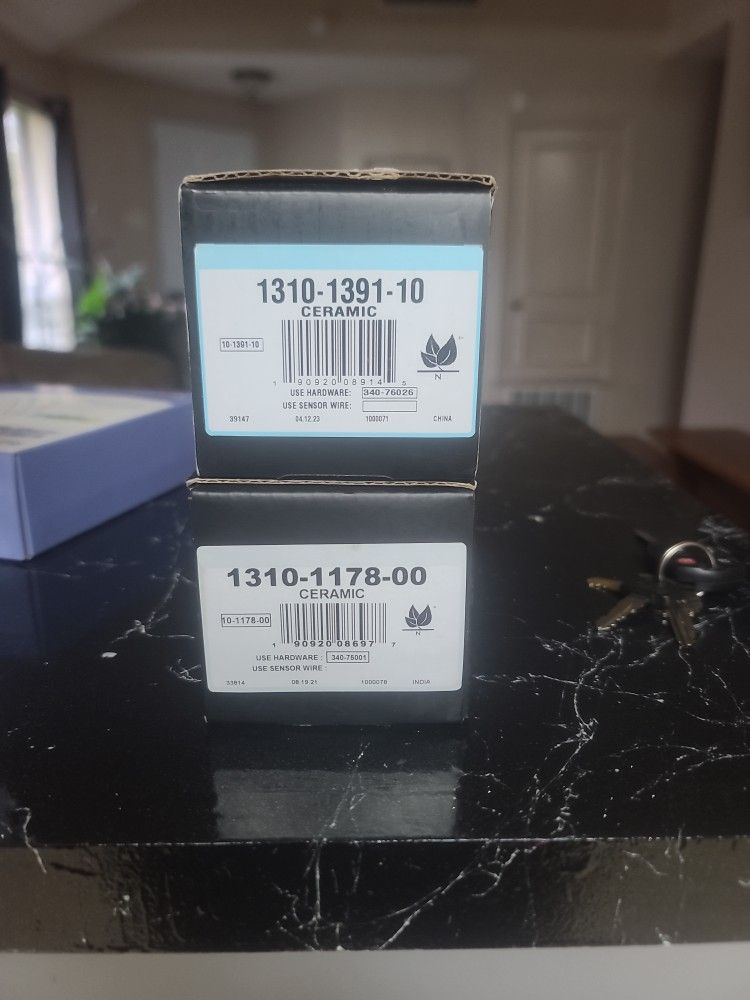 1310-1391-10
CERAMIC
10-1391-10
1 90920 08914 5
N
USE HARDWARE: 340-76026
USE SENSOR WIRE:
39147 04.12.23 1000071 CHINA
1310-1178-00
CERAMIC
10-1178-00
1 90920 08697 7
N
USE HARDWARE : 340-75001
USE SENSOR WIRE :
33814 08 19 21 1000078 INDIA